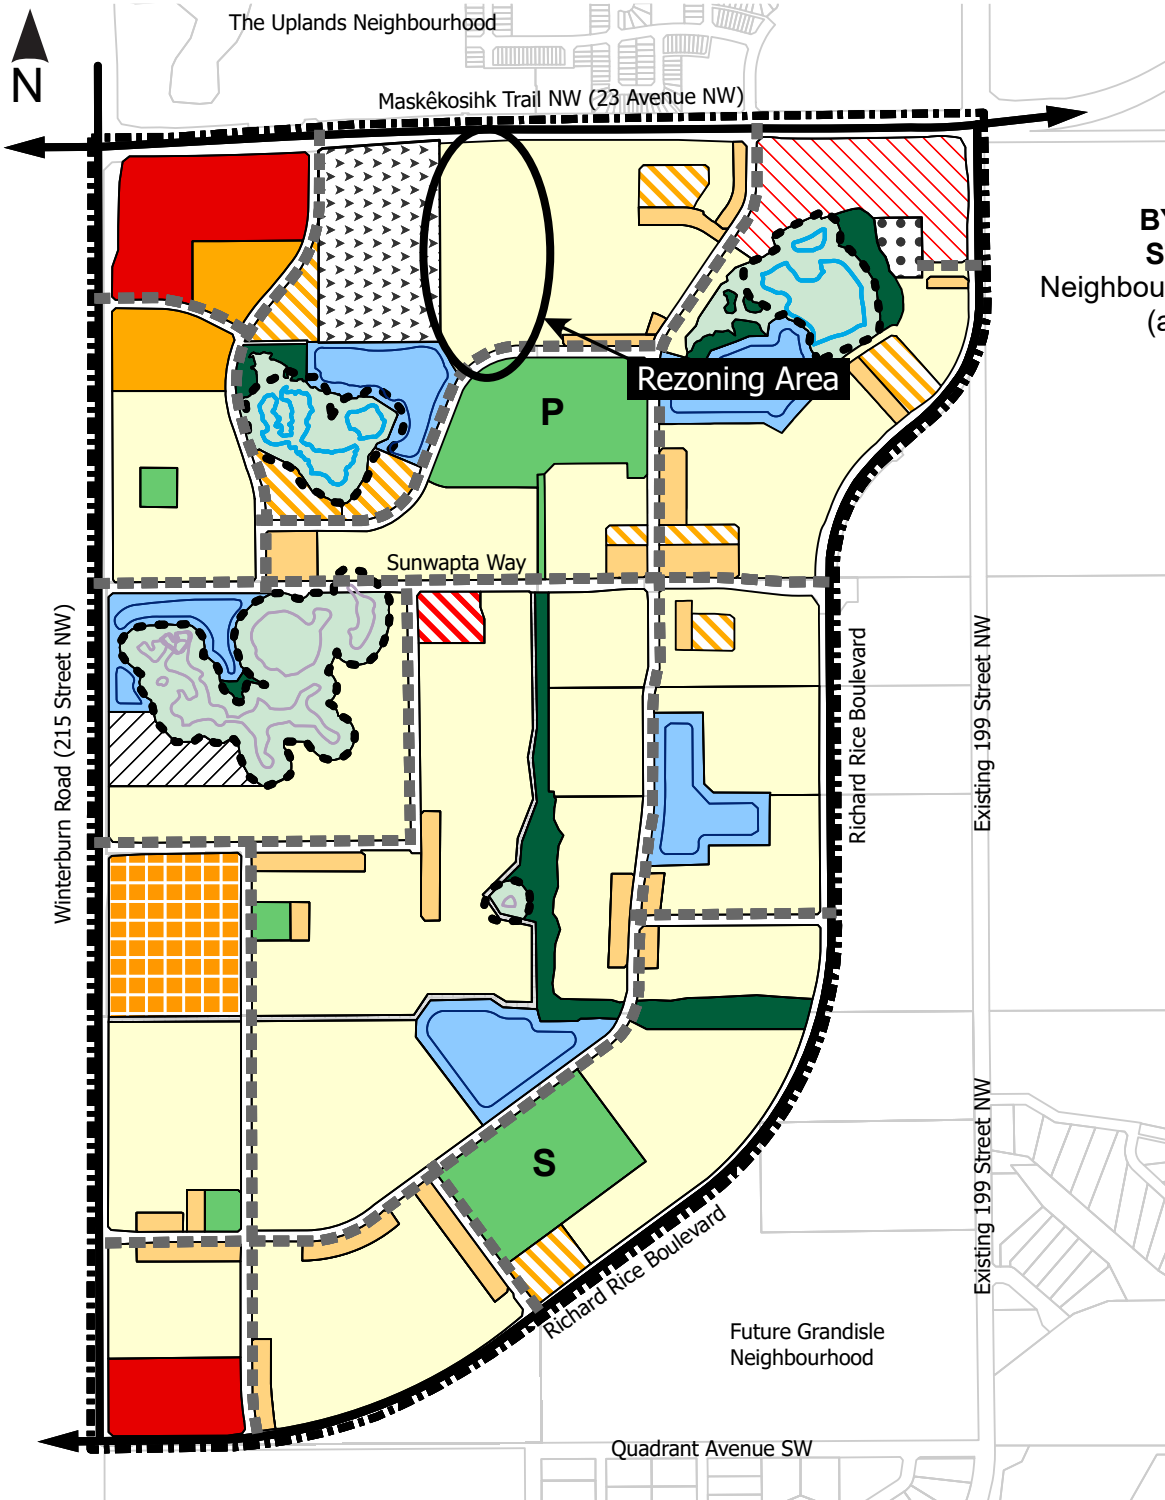 The Uplands Neighbourhood
N
Maskêkosihk Trail NW (23 Avenue NW)
BY
S
Neighbou
(a
Rezoning Area
P
Sunwapta Way
Winterburn Road (215 Street NW)
Richard Rice Boulevard
Existing 199 Street NW
S
Existing 199 Street NW
Richard Rice Boulevard
Future Grandisle
Neighbourhood
Quadrant Avenue SW